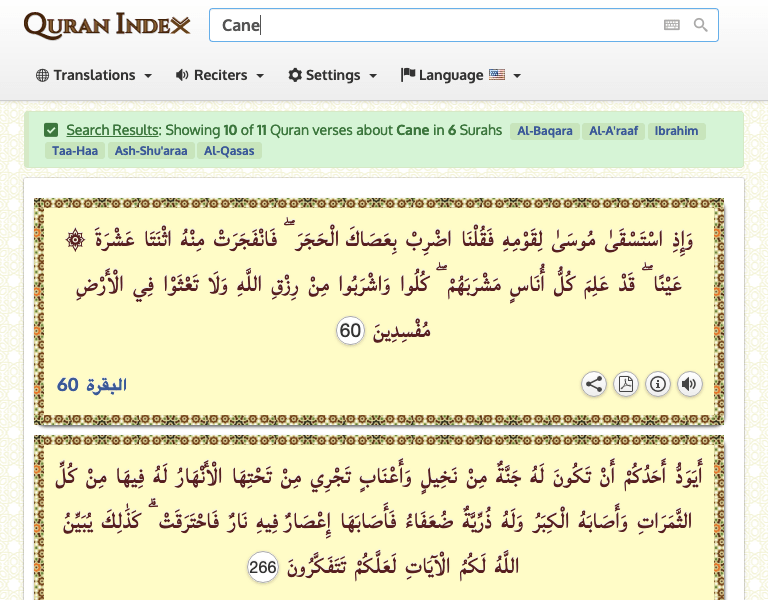 QURAN INDEX
Cane
Translations Reciters Settings Language
Search Results: Showing 10 of 11 Quran verses about Cane in 6 Surahs Al-Baqara Al-A'raaf Ibrahim
Taa-Haa Ash-Shu'araa Al-Qasas
۞ وَإِذِ اسْتَسْقَىٰ مُوسَىٰ لِقَوْمِهِ فَقُلْنَا اضْرِبْ بِعَصَاكَ الْحَجَرَ ۖ فَانْفَجَرَتْ مِنْهُ اثْنَتَا عَشْرَةَ
عَيْنًا ۖ قَدْ عَلِمَ كُلُّ أُنَاسٍ مَشْرَبَهُمْ ۖ كُلُوا وَاشْرَبُوا مِنْ رِزْقِ اللَّهِ وَلَا تَعْثَوْا فِي الْأَرْضِ
مُفْسِدِينَ 60
البقرة 60
أَيَوَدُّ أَحَدُكُمْ أَنْ تَكُونَ لَهُ جَنَّةٌ مِنْ نَخِيلٍ وَأَعْنَابٍ تَجْرِي مِنْ تَحْتِهَا الْأَنْهَارُ لَهُ فِيهَا مِنْ كُلِّ
الثَّمَرَاتِ وَأَصَابَهُ الْكِبَرُ وَلَهُ ذُرِّيَّةٌ ضُعَفَاءُ فَأَصَابَهَا إِعْصَارٌ فِيهِ نَارٌ فَاحْتَرَقَتْ ۗ كَذَٰلِكَ يُبَيِّنُ
اللَّهُ لَكُمُ الْآيَاتِ لَعَلَّكُمْ تَتَفَكَّرُونَ 266